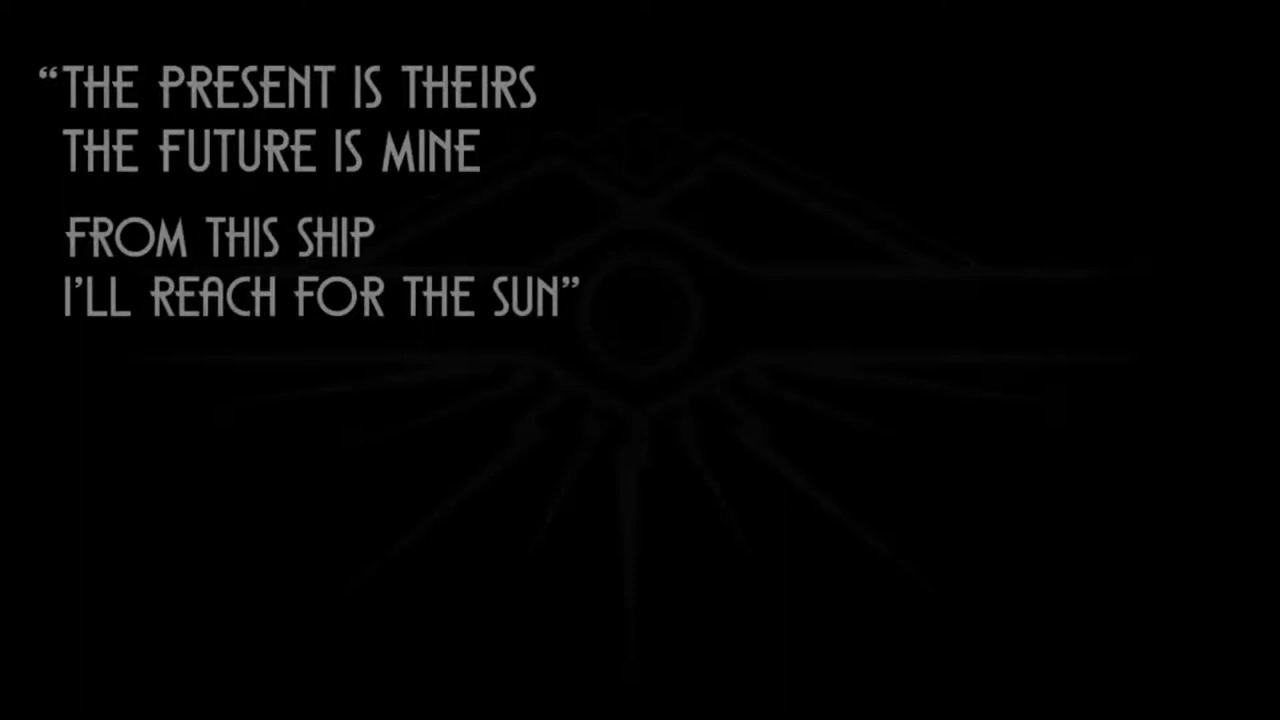 “THE PRESENT IS THEIRS
THE FUTURE IS MINE
FROM THIS SHIP
I’LL REACH FOR THE SUN”